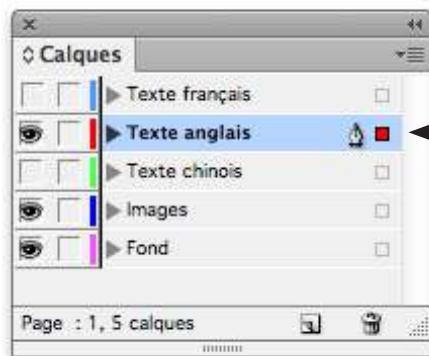 Calques
Texte français
Texte anglais
Texte chinois
Images
Fond
Page : 1, 5 calques